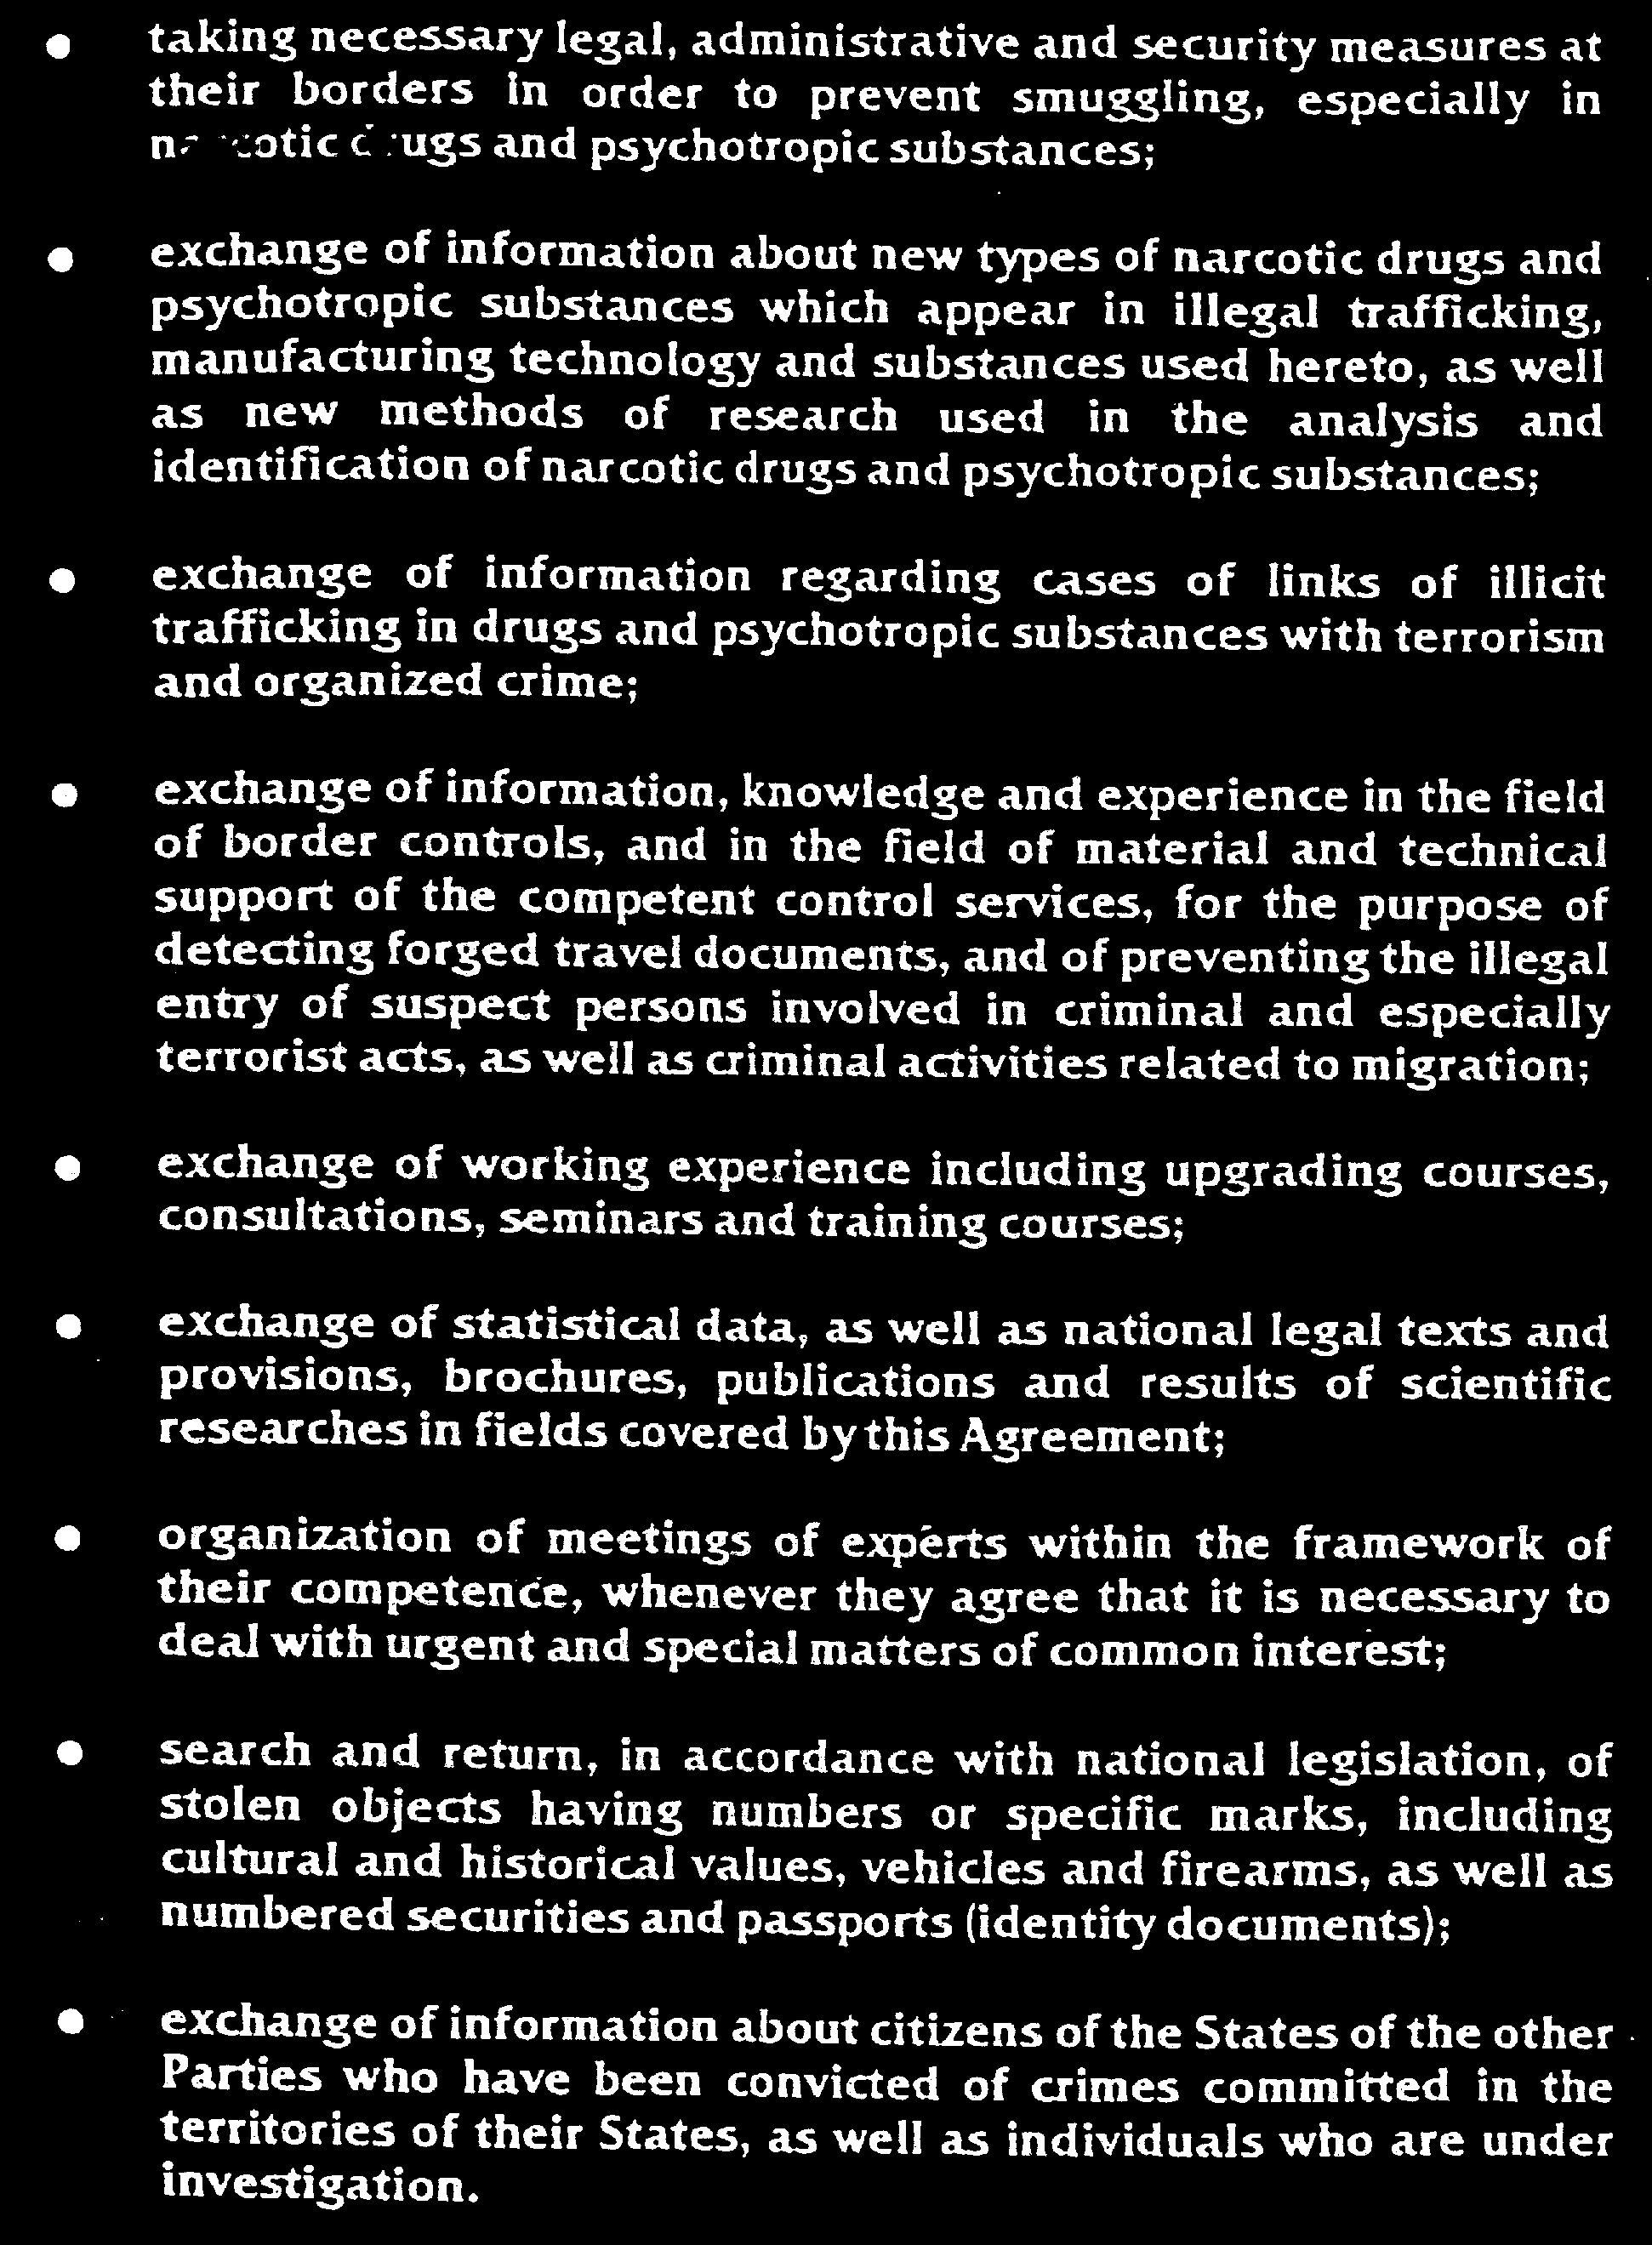 • taking necessary legal, administrative and security measures at
their borders in order to prevent smuggling, especially in
narcotic drugs and psychotropic substances;
• exchange of information about new types of narcotic drugs and
psychotropic substances which appear in illegal trafficking,
manufacturing technology and substances used hereto, as well
as new methods of research used in the analysis and
identification of narcotic drugs and psychotropic substances;
• exchange of information regarding cases of links of illicit
trafficking in drugs and psychotropic substances with terrorism
and organized crime;
• exchange of information, knowledge and experience in the field
of border controls, and in the field of material and technical
support of the competent control services, for the purpose of
detecting forged travel documents, and of preventing the illegal
entry of suspect persons involved in criminal and especially
terrorist acts, as well as criminal activities related to migration;
• exchange of working experience including upgrading courses,
consultations, seminars and training courses;
• exchange of statistical data, as well as national legal texts and
provisions, brochures, publications and results of scientific
researches in fields covered by this Agreement;
• organization of meetings of experts within the framework of
their competence, whenever they agree that it is necessary to
deal with urgent and special matters of common interest;
• search and return, in accordance with national legislation, of
stolen objects having numbers or specific marks, including
cultural and historical values, vehicles and firearms, as well as
numbered securities and passports (identity documents);
• exchange of information about citizens of the States of the other
Parties who have been convicted of crimes committed in the
territories of their States, as well as individuals who are under
investigation.